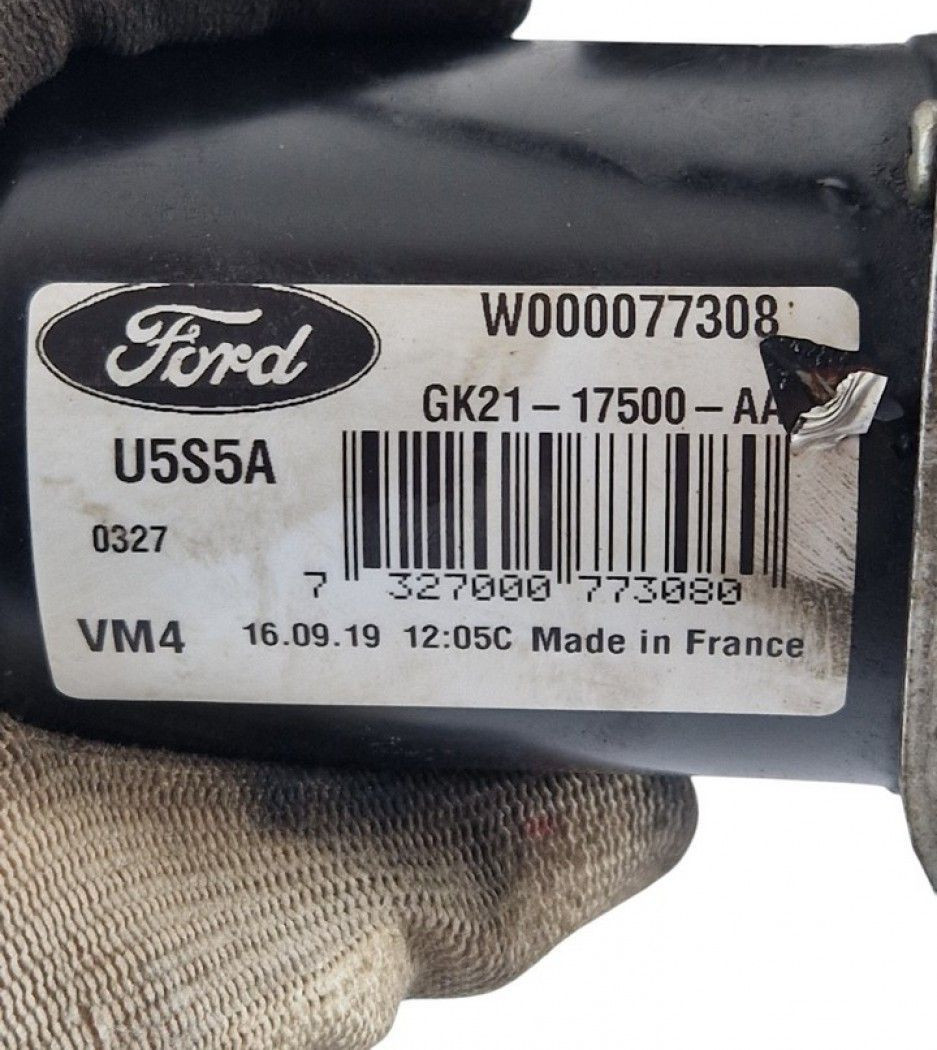 Ford
W000077308
GK21-17500-AA
U5S5A
0327
7 327000 773080
VM4 16.09.19 12:05C Made in France